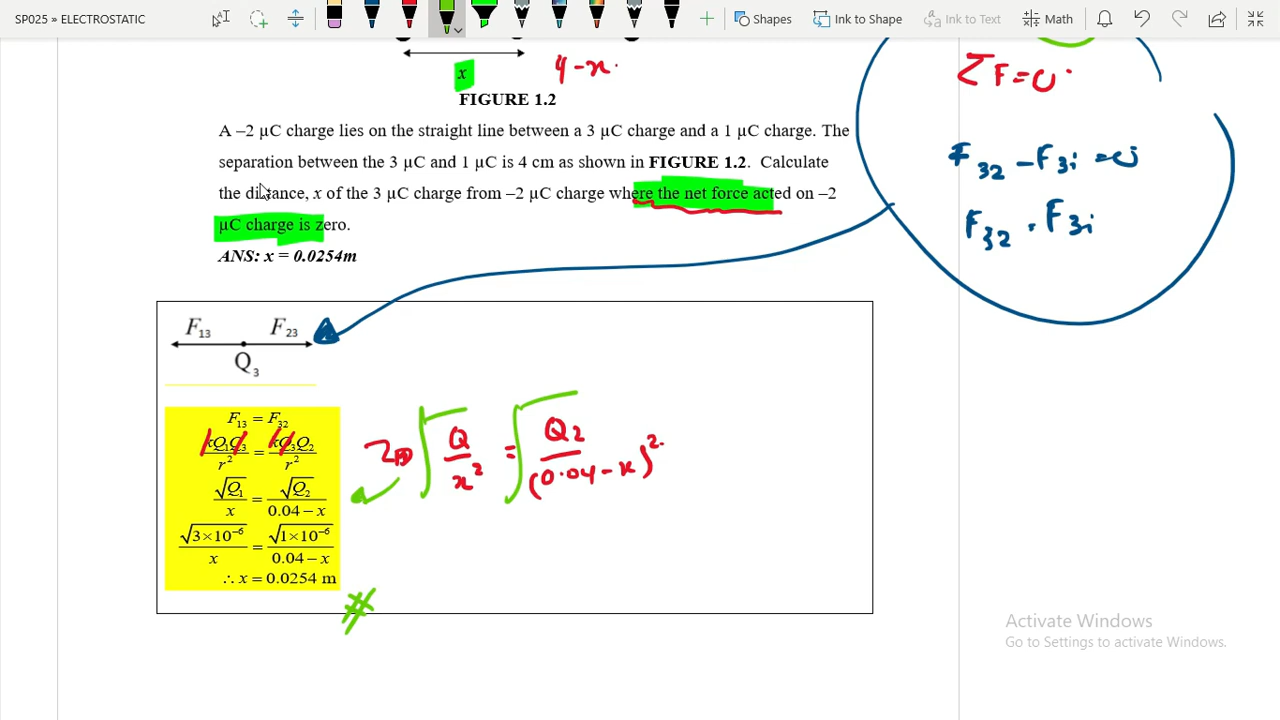 SP025 » ELECTROSTATIC
Shapes
Ink to Shape
Ink to Text
Math
x
4-x
FIGURE 1.2
A –2 µC charge lies on the straight line between a 3 µC charge and a 1 µC charge. The
separation between the 3 µC and 1 µC is 4 cm as shown in FIGURE 1.2. Calculate
the distance, x of the 3 µC charge from –2 µC charge where the net force acted on –2
µC charge is zero.
ANS: x = 0.0254m
ΣF=0
F32 - F31 = 0
F32 = F31
F13 F23
Q3
F13 = F32
kQ1Q3/r² = kQ3Q2/r²
√Q1/x = √Q2/0.04 – x
√3×10⁻⁶/x = √1×10⁻⁶/0.04 – x
∴ x = 0.0254 m
√Q/x² = √Q2/(0.04-x)²
Activate Windows
Go to Settings to activate Windows.